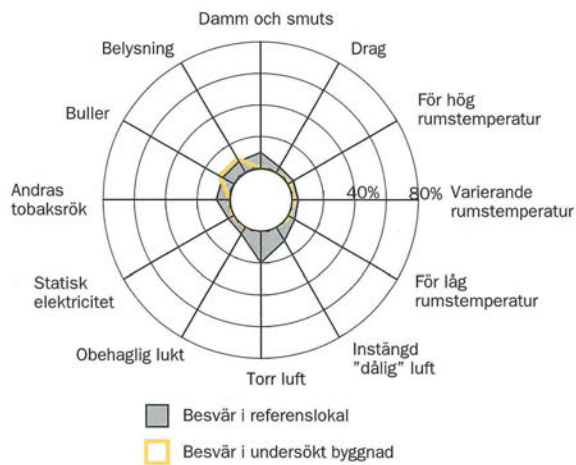 Damm och smuts
Belysning
Drag
Buller
För hög
rumstemperatur
Andras
tobaksrök
40%
80%
Varierande
rumstemperatur
Statisk
elektricitet
För låg
rumstemperatur
Obehaglig lukt
Instängd
"dålig" luft
Torr luft
Besvär i referenslokal
Besvär i undersökt byggnad